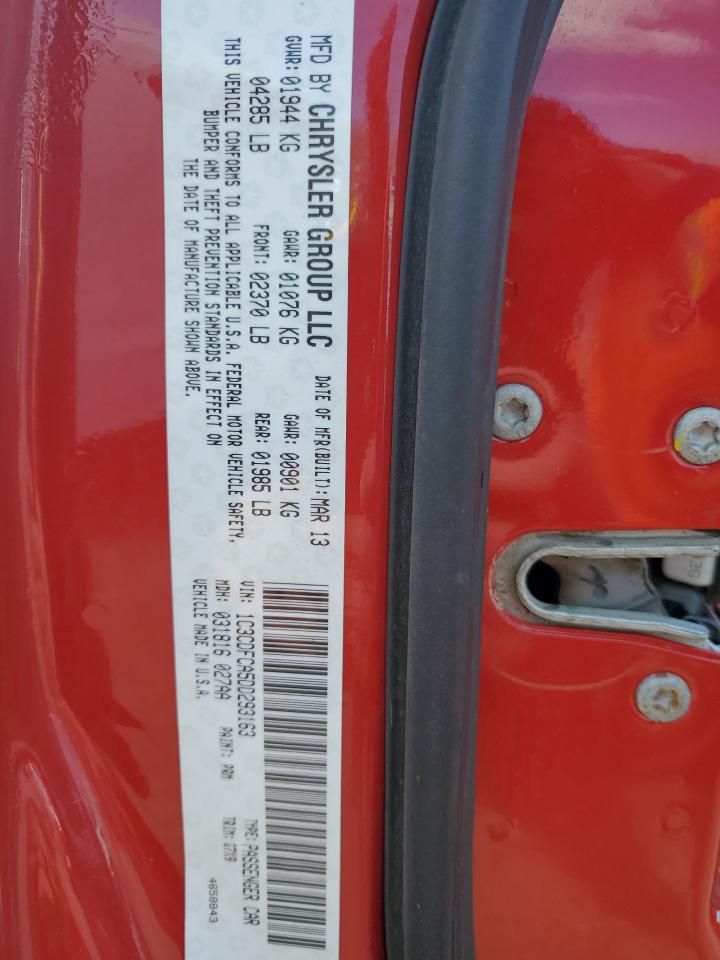 MFD BY CHRYSLER GROUP LLC DATE OF MFR(BUILT): MAR 13
GVWR: 01944 KG GAWR: 01076 KG GAWR: 00901 KG
04285 LB FRONT: 02370 LB REAR: 01985 LB
THIS VEHICLE CONFORMS TO ALL APPLICABLE U.S.A. FEDERAL MOTOR VEHICLE SAFETY,
BUMPER AND THEFT PREVENTION STANDARDS IN EFFECT ON
THE DATE OF MANUFACTURE SHOWN ABOVE.
VIN: 1C3CDFCA5DD293163 TYPE: PASSENGER CAR
MDH: 031816 027AA PAINT: PRM TRIM: G7X9
VEHICLE MADE IN U.S.A. 4658843